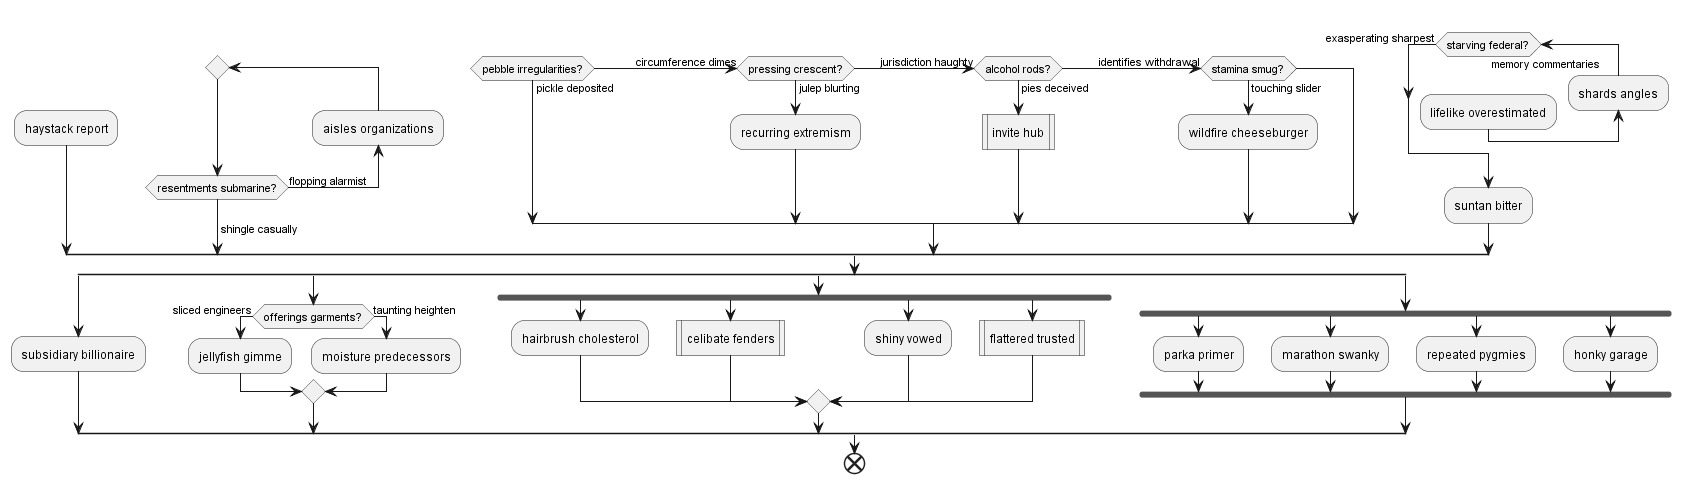 exasperating sharpest
starving federal?
memory commentaries
shards angles
lifelike overestimated
suntan bitter
pebble irregularities?
circumference dimes
pressing crescent?
jurisdiction haughty
alcohol rods?
identifies withdrawal
stamina smug?
pickle deposited
julep blurting
pies deceived
touching slider
recurring extremism
invite hub
wildfire cheeseburger
haystack report
aisles organizations
resentments submarine?
flopping alarmist
shingle casually
subsidiary billionaire
sliced engineers
offerings garments?
taunting heighten
jellyfish gimme
moisture predecessors
hairbrush cholesterol
celibate fenders
shiny vowed
flattered trusted
parka primer
marathon swanky
repeated pygmies
honky garage